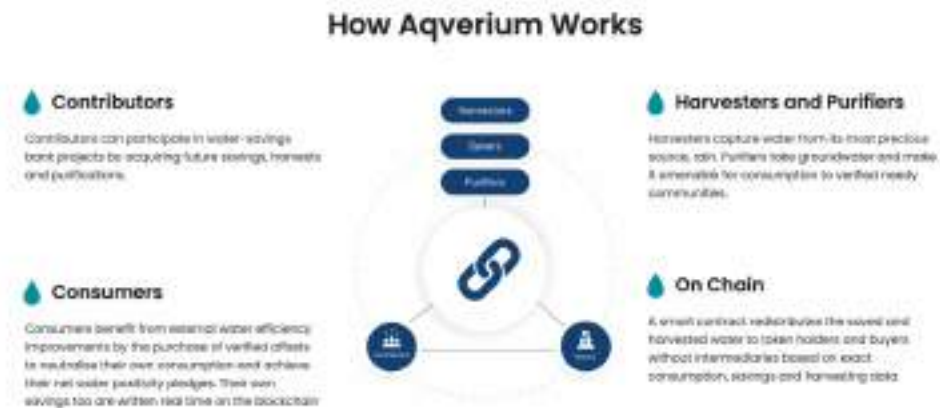 How Aqverium Works
Contributors
Contributors can participate in water-savings
bank projects by acquiring future savings, harvests
and purifications.
Consumers
Consumers benefit from external water efficiency
improvements by the purchase of verified offsets
to neutralise their own consumption and achieve
their net water positivity pledges. Their own
savings too are written real time on the blockchain
Harvesters
Savers
Purifiers
Harvesters and Purifiers
Harvesters capture water from its most precious
source, rain. Purifiers take groundwater and make
it amenable for consumption to verified needy
communities.
On Chain
A smart contract redistributes the saved and
harvested water to token holders and buyers
without intermediaries based on exact
consumption, savings and harvesting data